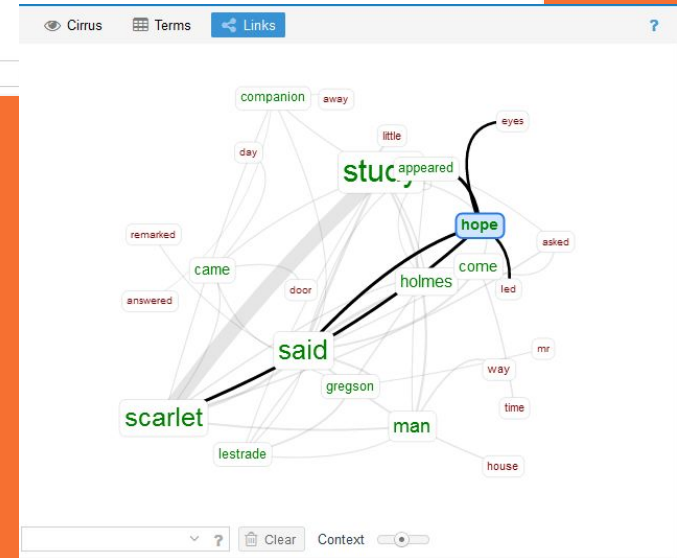 Cirrus Terms Links ?
companion away
eyes
little
day
study appeared
hope
remarked
asked
came
come
holmes
door
led
answered
said
mr
way
gregson
time
scarlet
man
lestrade
house
? Clear Context